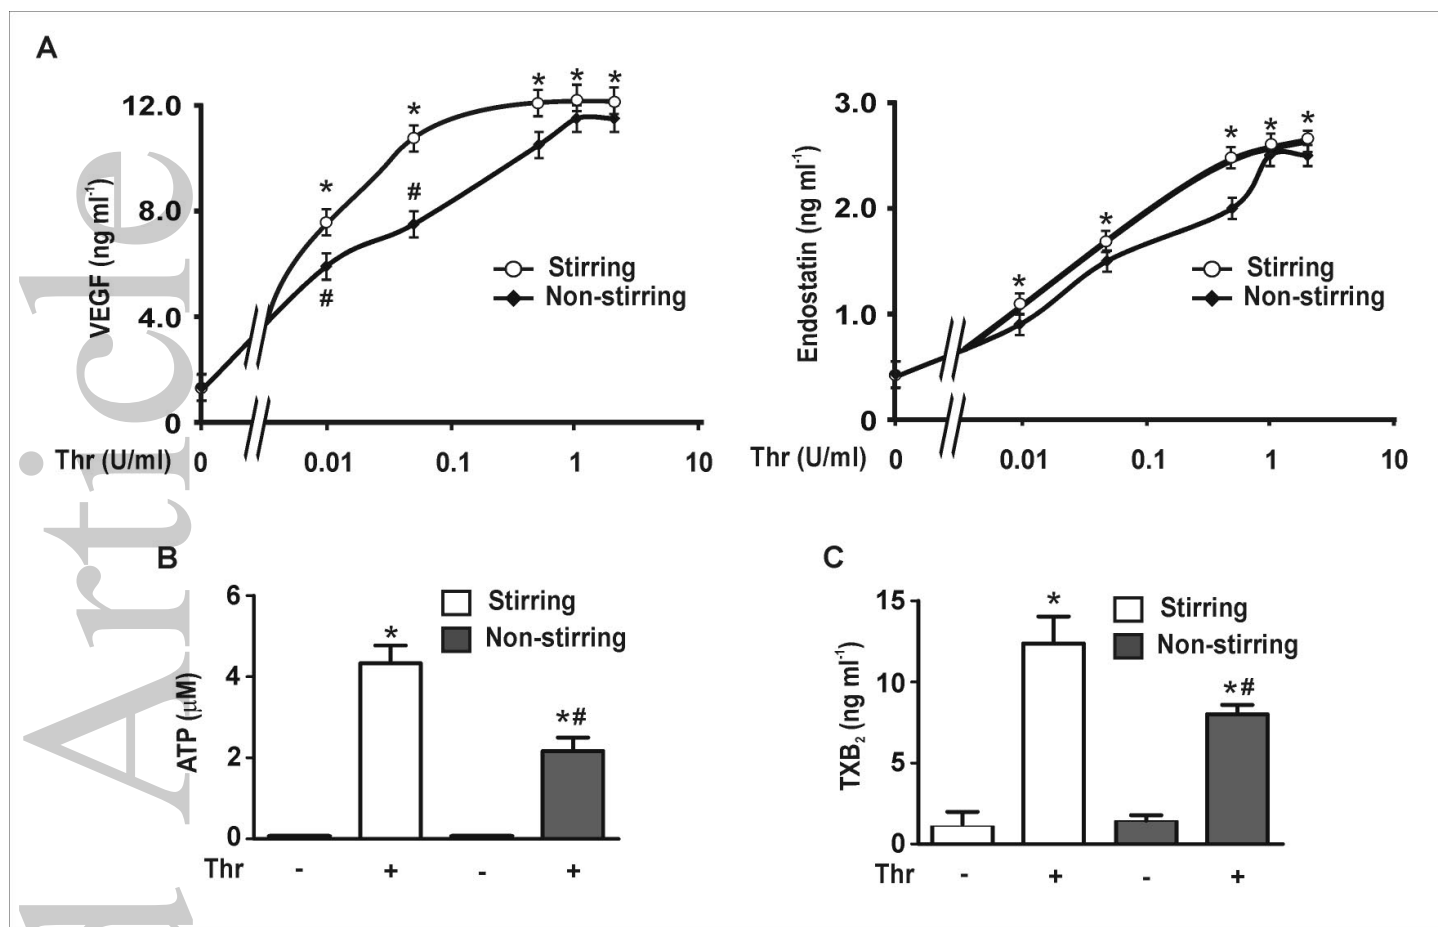 A
* * *
12.0
*
*
#
8.0
VEGF (ng ml-1)
Stirring
Non-stirring
#
4.0
0
Thr (U/ml) 0 0.01 0.1 1 10
3.0
* * *
*
2.0
Endostatin (ng ml-1)
*
Stirring
Non-stirring
1.0
0
Thr (U/ml) 0 0.01 0.1 1 10
B
6
Stirring
Non-stirring
*
4
ATP (μM)
*#
2
0
Thr - + - +
C
15
Stirring
Non-stirring
*
10
TXB2 (ng ml-1)
*#
5
0
Thr - + - +
Article